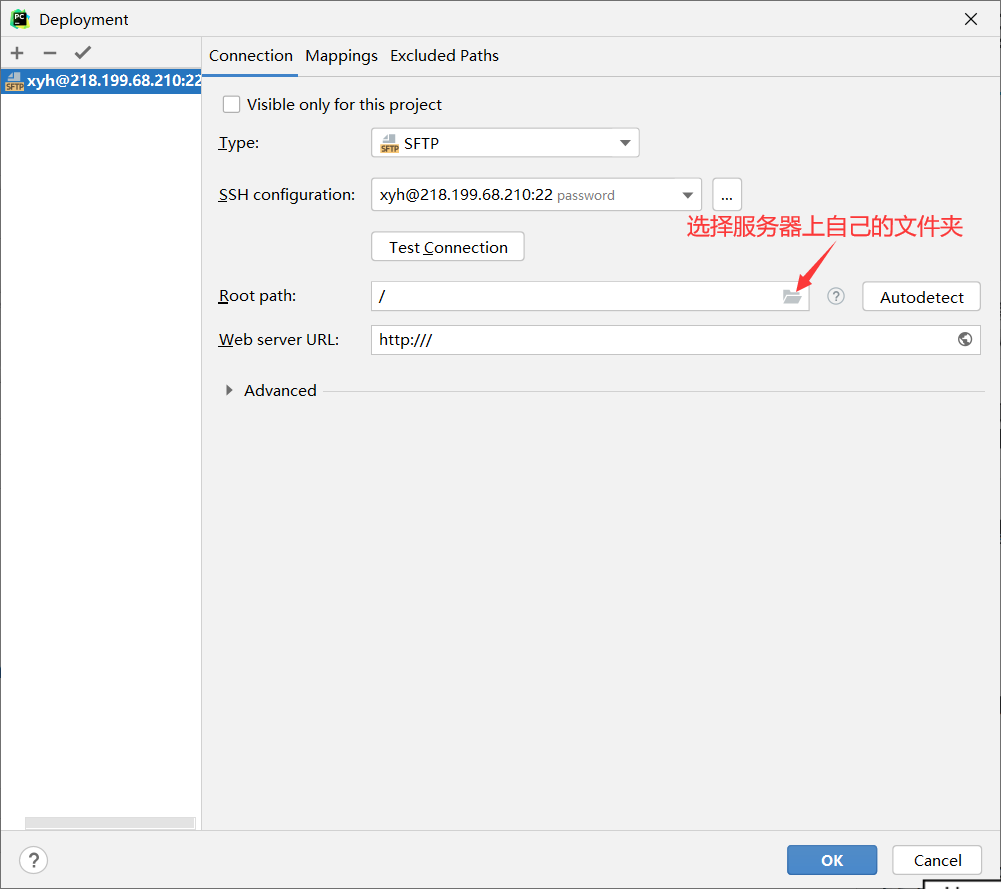 Deployment
Connection Mappings Excluded Paths
xyh@218.199.68.210:22
Visible only for this project
Type: SFTP
SSH configuration: xyh@218.199.68.210:22 password ...
选择服务器上自己的文件夹
Test Connection
Root path: / ? Autodetect
Web server URL: http:///
Advanced
? OK Cancel